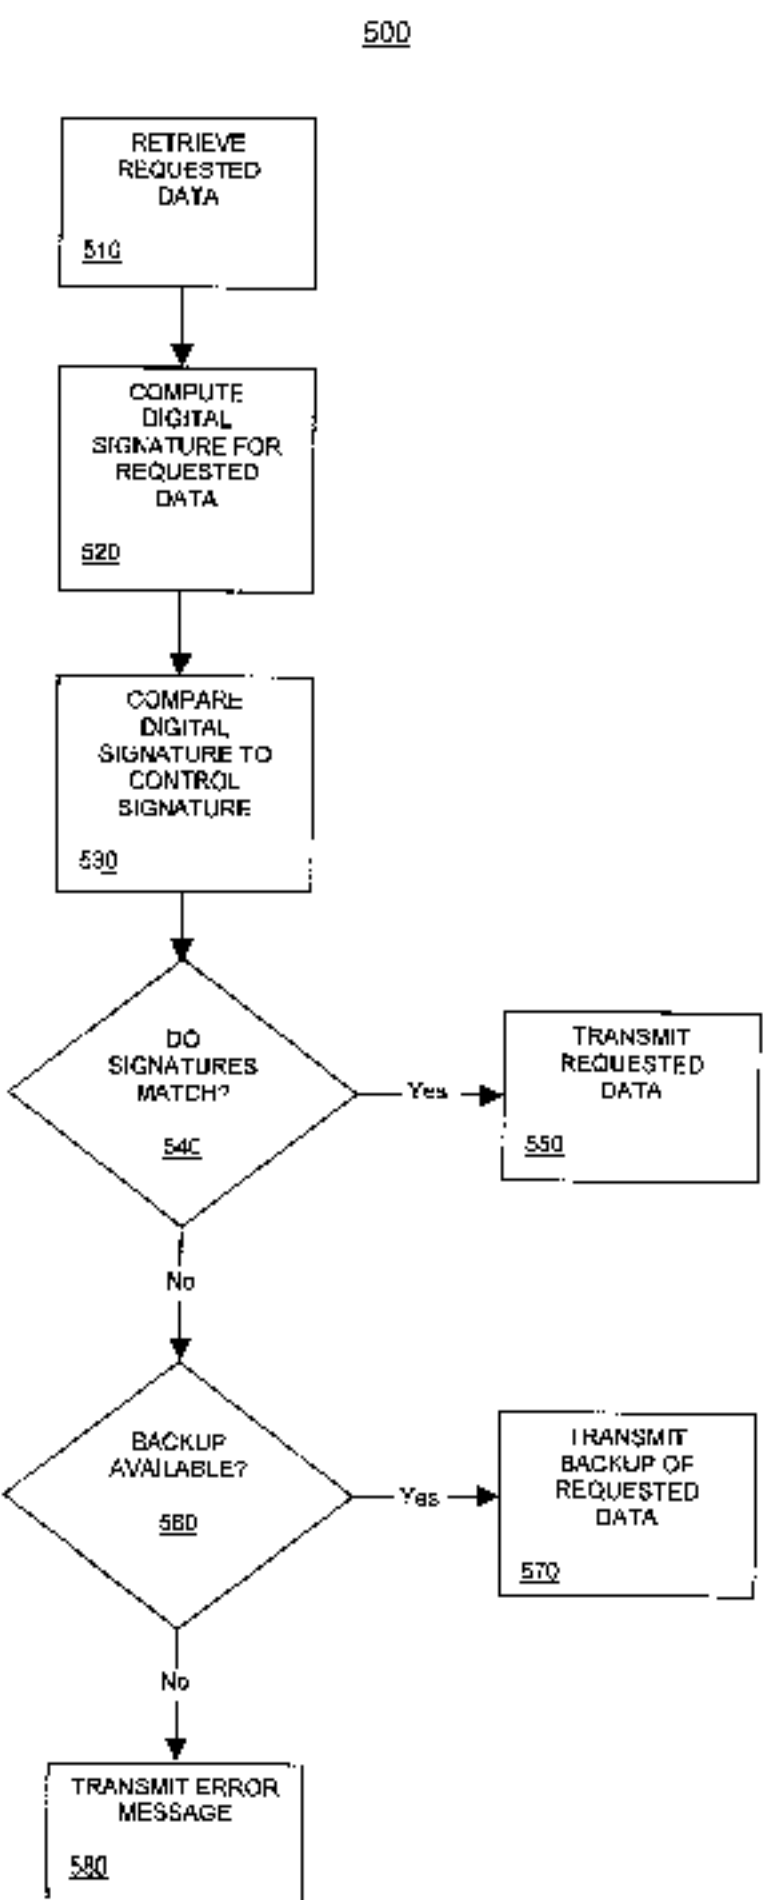 500
RETRIEVE
REQUESTED
DATA
510
COMPUTE
DIGITAL
SIGNATURE FOR
REQUESTED
DATA
520
COMPARE
DIGITAL
SIGNATURE TO
CONTROL
SIGNATURE
530
DO
SIGNATURES
MATCH?
540
Yes
TRANSMIT
REQUESTED
DATA
550
No
BACKUP
AVAILABLE?
560
Yes
TRANSMIT
BACKUP OF
REQUESTED
DATA
570
No
TRANSMIT ERROR
MESSAGE
580